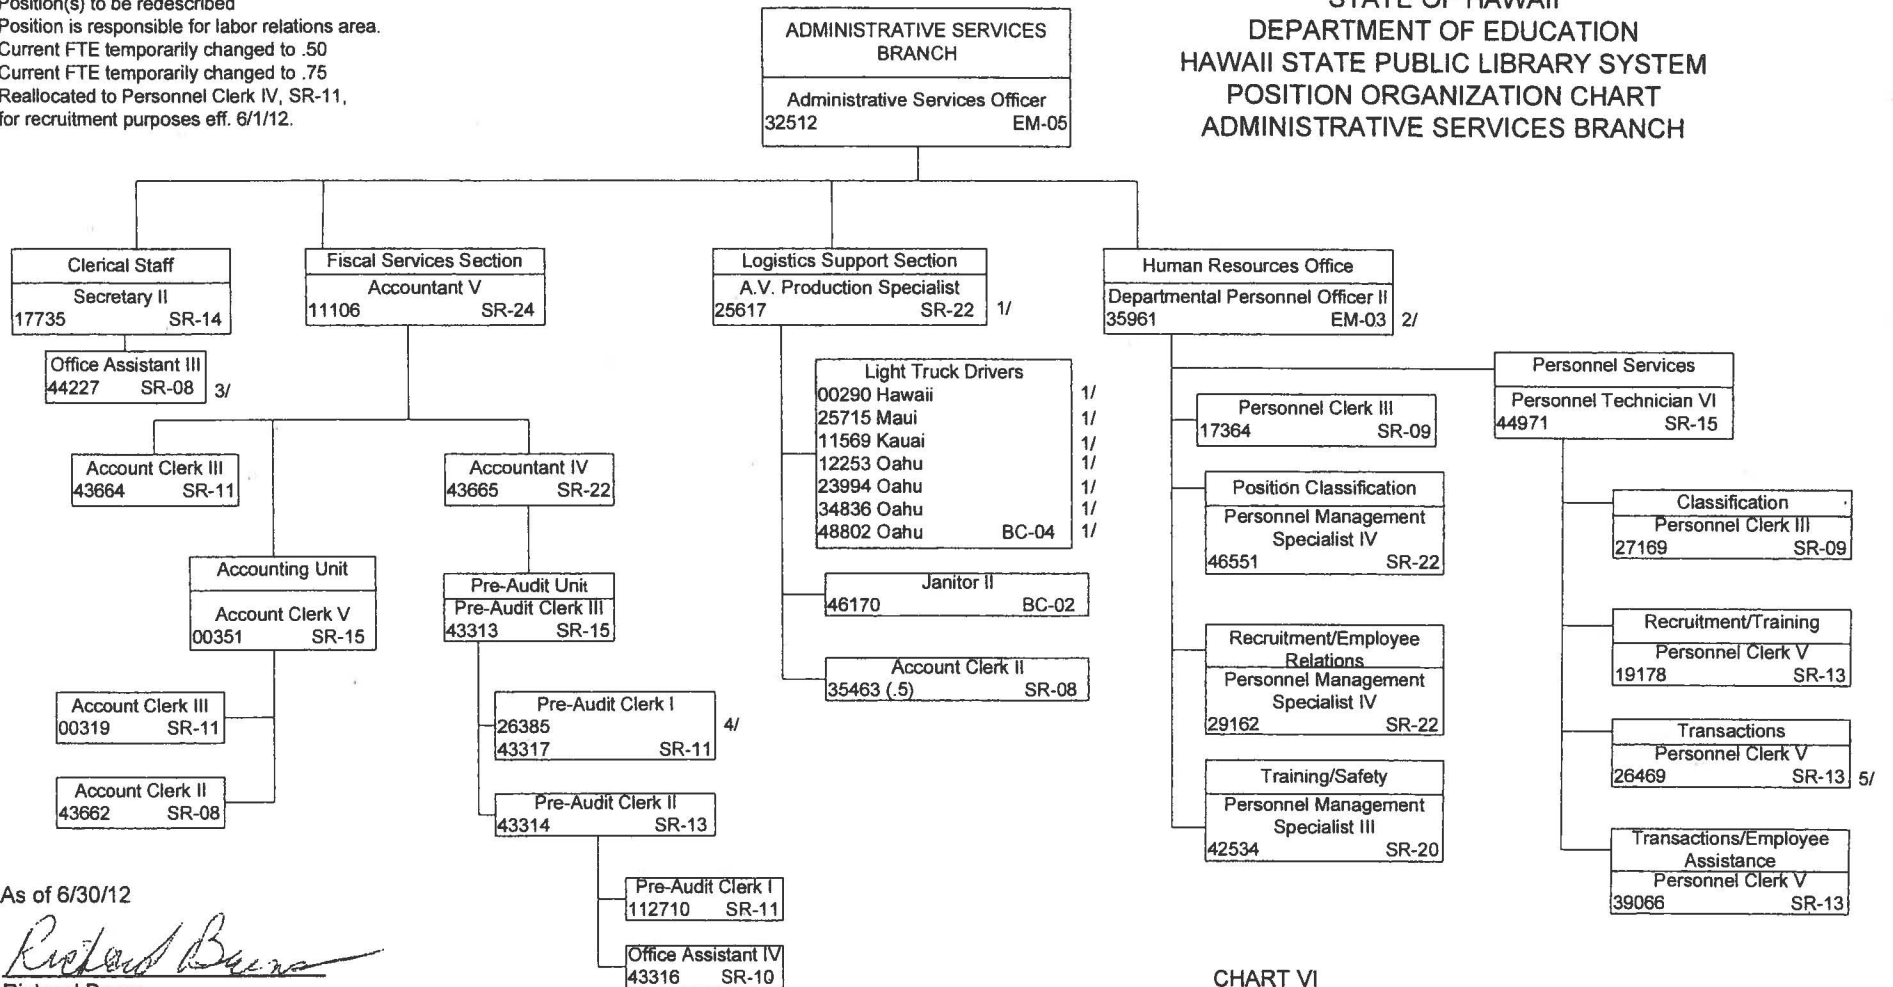 Position(s) to be redescribed
Position is responsible for labor relations area.
Current FTE temporarily changed to .50
Current FTE temporarily changed to .75
Reallocated to Personnel Clerk IV, SR-11,
for recruitment purposes eff. 6/1/12.
STATE OF HAWAII
DEPARTMENT OF EDUCATION
HAWAII STATE PUBLIC LIBRARY SYSTEM
POSITION ORGANIZATION CHART
ADMINISTRATIVE SERVICES BRANCH
ADMINISTRATIVE SERVICES
BRANCH
Administrative Services Officer
32512 EM-05
Clerical Staff
Secretary II
17735 SR-14
Office Assistant III
44227 SR-08 3/
Fiscal Services Section
Accountant V
11106 SR-24
Account Clerk III
43664 SR-11
Accounting Unit
Account Clerk V
00351 SR-15
Account Clerk III
00319 SR-11
Account Clerk II
43662 SR-08
Accountant IV
43665 SR-22
Pre-Audit Unit
Pre-Audit Clerk III
43313 SR-15
Pre-Audit Clerk I
26385 4/
43317 SR-11
Pre-Audit Clerk II
43314 SR-13
Pre-Audit Clerk I
112710 SR-11
Office Assistant IV
43316 SR-10
Logistics Support Section
A.V. Production Specialist
25617 SR-22 1/
Light Truck Drivers
00290 Hawaii 1/
25715 Maui 1/
11569 Kauai 1/
12253 Oahu 1/
23994 Oahu 1/
34836 Oahu 1/
48802 Oahu BC-04 1/
Janitor II
46170 BC-02
Account Clerk II
35463 (.5) SR-08
Human Resources Office
Departmental Personnel Officer II
35961 EM-03 2/
Personnel Clerk III
17364 SR-09
Position Classification
Personnel Management
Specialist IV
46551 SR-22
Recruitment/Employee
Relations
Personnel Management
Specialist IV
29162 SR-22
Training/Safety
Personnel Management
Specialist III
42534 SR-20
Personnel Services
Personnel Technician VI
44971 SR-15
Classification
Personnel Clerk III
27169 SR-09
Recruitment/Training
Personnel Clerk V
19178 SR-13
Transactions
Personnel Clerk V
26469 SR-13 5/
Transactions/Employee
Assistance
Personnel Clerk V
39066 SR-13
As of 6/30/12
Richard Burns
CHART VI